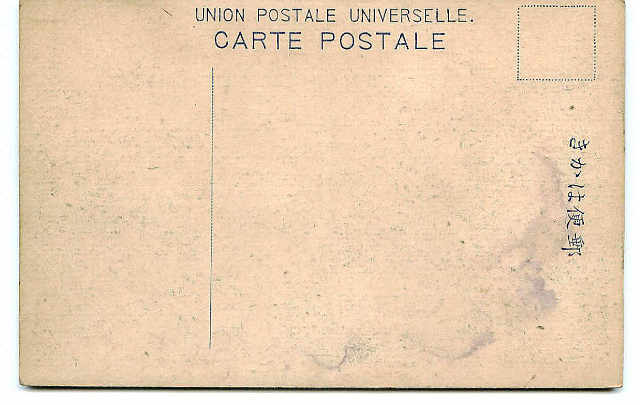 UNION POSTALE UNIVERSELLE.
CARTE POSTALE
郵便はかき